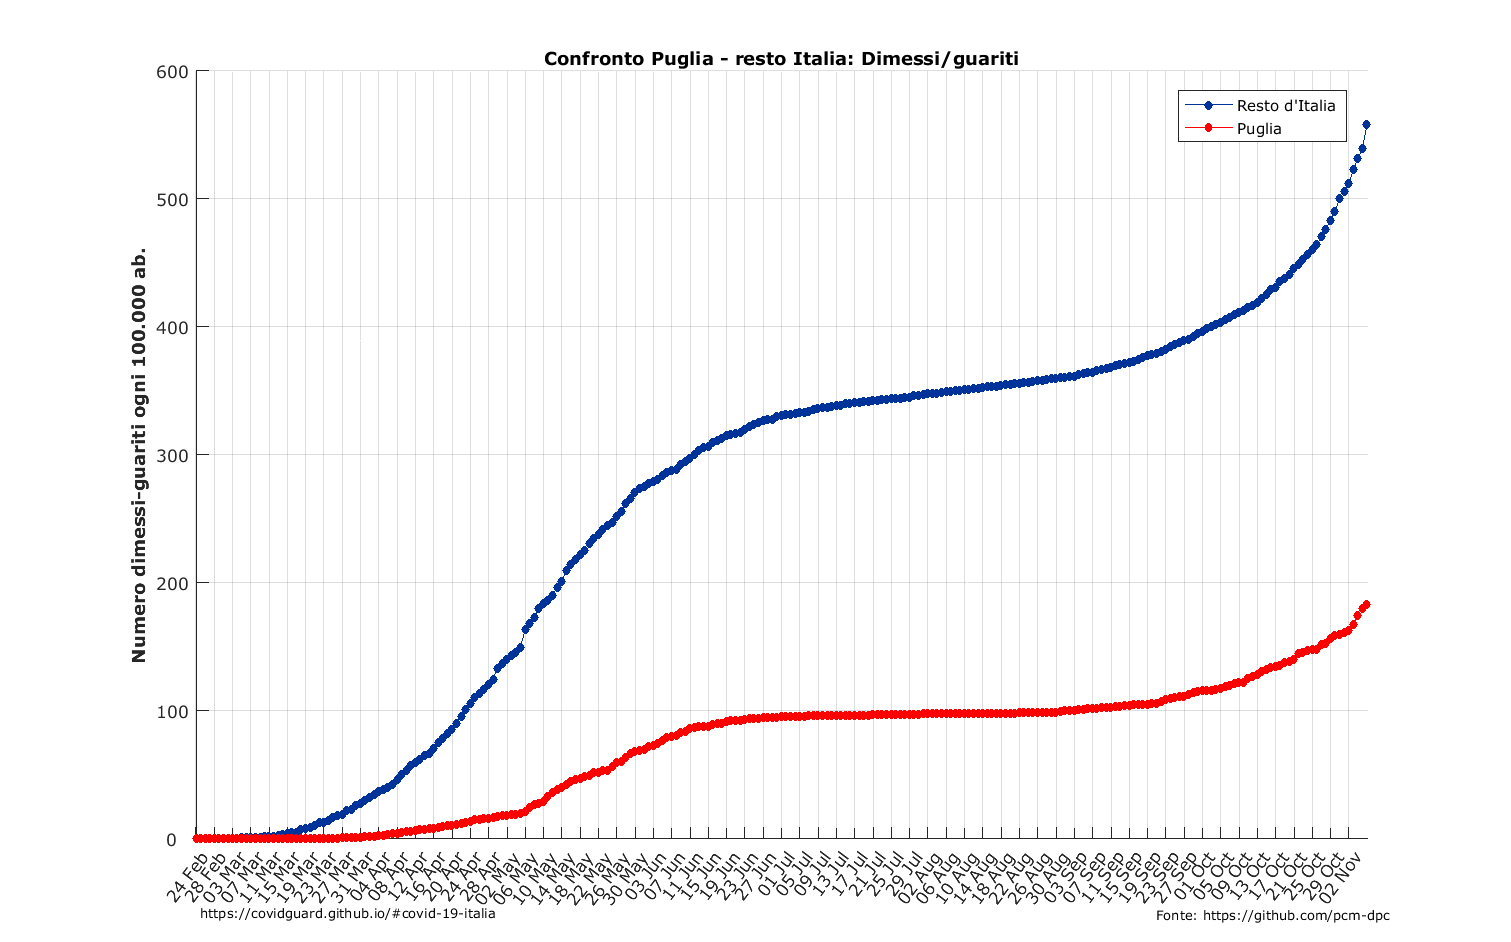 Confronto Puglia - resto Italia: Dimessi/guariti
Resto d'Italia
Puglia
Numero dimessi-guariti ogni 100.000 ab.
600
500
400
300
200
100
0
24 Feb
28 Feb
03 Mar
07 Mar
11 Mar
15 Mar
19 Mar
23 Mar
27 Mar
31 Mar
04 Apr
08 Apr
12 Apr
16 Apr
20 Apr
24 Apr
28 Apr
02 May
06 May
10 May
14 May
18 May
22 May
26 May
30 May
03 Jun
07 Jun
11 Jun
15 Jun
19 Jun
23 Jun
27 Jun
01 Jul
05 Jul
09 Jul
13 Jul
17 Jul
21 Jul
25 Jul
29 Jul
02 Aug
06 Aug
10 Aug
14 Aug
18 Aug
22 Aug
26 Aug
30 Aug
03 Sep
07 Sep
11 Sep
15 Sep
19 Sep
23 Sep
27 Sep
01 Oct
05 Oct
09 Oct
13 Oct
17 Oct
21 Oct
25 Oct
29 Oct
02 Nov
https://covidguard.github.io/#covid-19-italia
Fonte: https://github.com/pcm-dpc